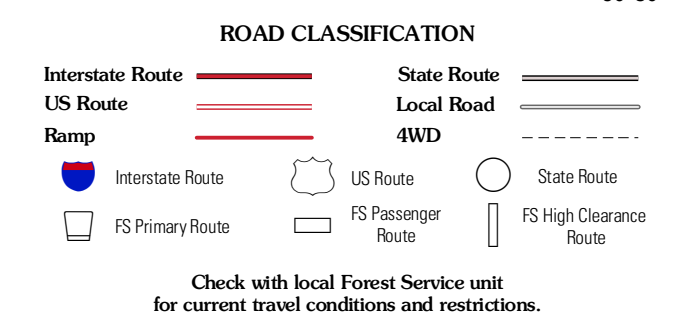 ROAD CLASSIFICATION
Interstate Route
State Route
US Route
Local Road
Ramp
4WD
Interstate Route
US Route
State Route
FS Primary Route
FS Passenger
Route
FS High Clearance
Route
Check with local Forest Service unit
for current travel conditions and restrictions.